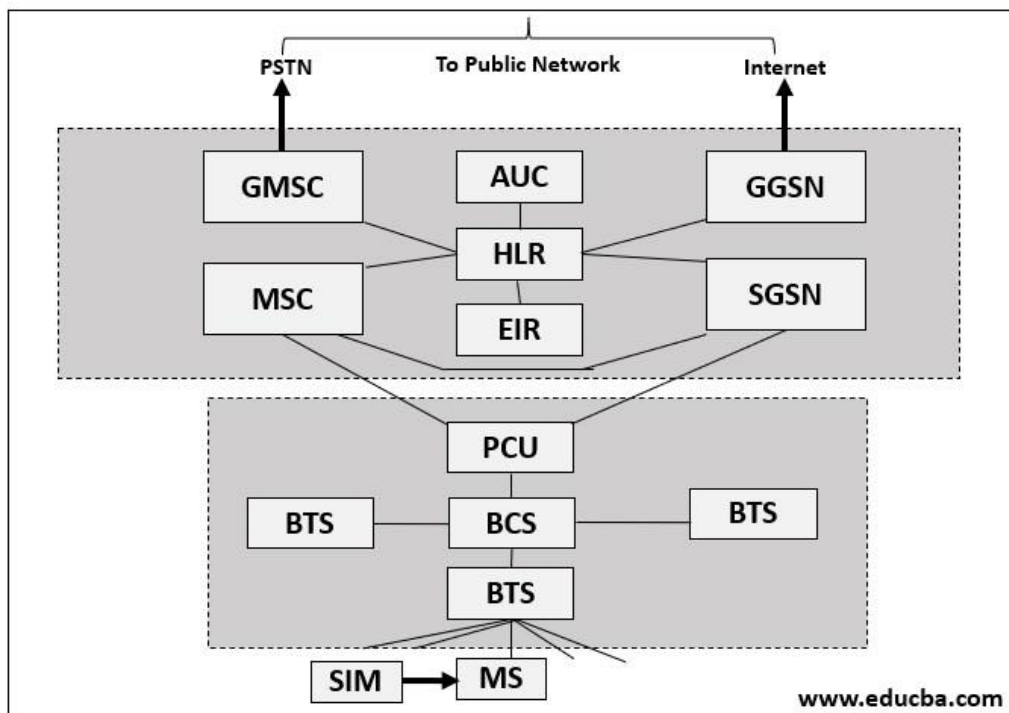 PSTN To Public Network Internet
GMSC AUC GGSN
HLR
MSC SGSN
EIR
PCU
BTS BCS BTS
BTS
SIM MS
www.educba.com